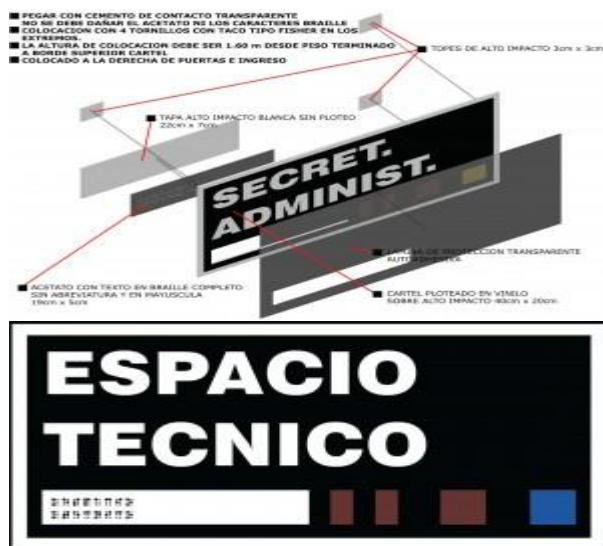 PEGAR CON CEMENTO DE CONTACTO TRANSPARENTE
NO SE DEBE DAÑAR EL ACETATO NI LOS CARACTERES BRAILLE
COLOCACION CON 4 TORNILLOS CON TACO TIPO FISHER EN LOS
EXTREMOS.
LA ALTURA DE COLOCACION DEBE SER 1.60 m DESDE PISO TERMINADO
A BORDE SUPERIOR CARTEL
COLOCADO A LA DERECHA DE PUERTAS E INGRESO
TOPES DE ALTO IMPACTO 3cm x 3cm
TAPA ALTO IMPACTO BLANCA SIN PLOTEO
22cm x 7cm
SECRET.
ADMINIST.
DE PROTECCION TRANSPARENTE
ACETATO CON TEXTO EN BRAILLE COMPLETO
SIN ABREVIATURA Y EN MAYUSCULA
19cm x 5cm
CARTEL PLOTEADO EN VINILO
SOBRE ALTO IMPACTO 40cm x 20cm
ESPACIO
TECNICO